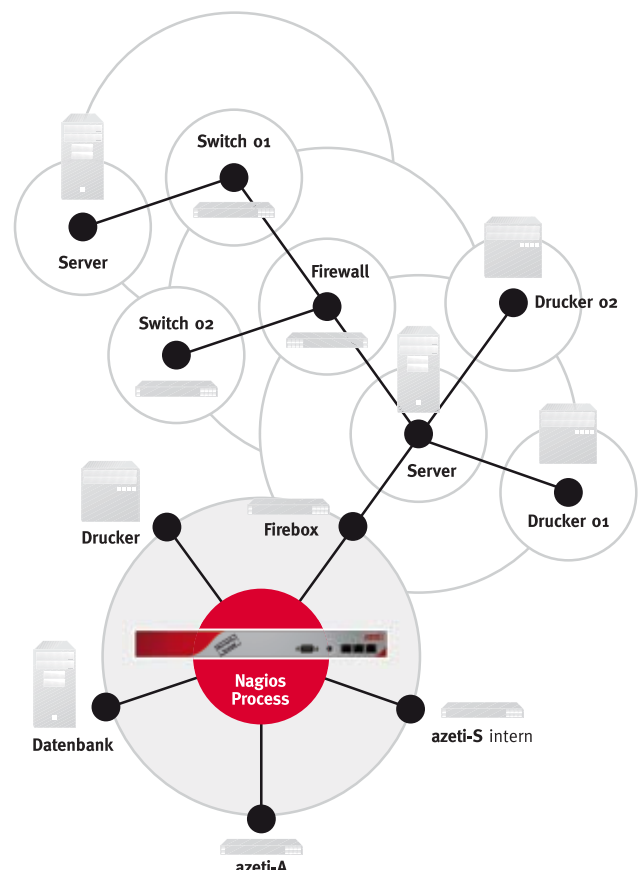 Switch 01
Server
Firewall
Drucker 02
Switch 02
Server
Drucker 01
Drucker
Firebox
Nagios
Process
azeti-S intern
Datenbank
azeti-A